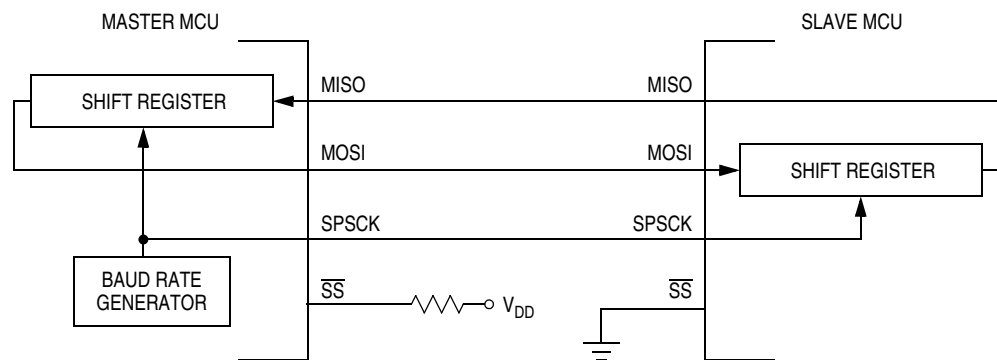 MASTER MCU
SLAVE MCU
SHIFT REGISTER
MISO
MISO
MOSI
MOSI
SHIFT REGISTER
SPSCK
SPSCK
BAUD RATE
GENERATOR
SS
VDD
SS